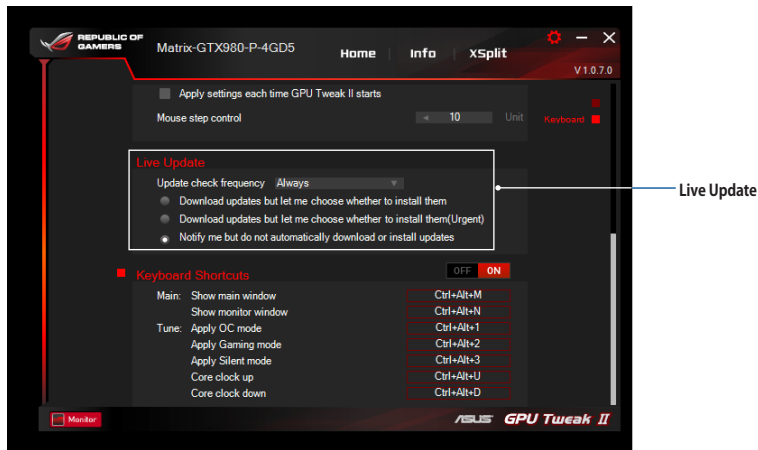 REPUBLIC OF
GAMERS
Matrix-GTX980-P-4GD5
Home
Info
XSplit
V 1.0.7.0
Apply settings each time GPU Tweak II starts
Mouse step control
10
Unit
Keyboard
Live Update
Update check frequency Always
Download updates but let me choose whether to install them
Download updates but let me choose whether to install them(Urgent)
Notify me but do not automatically download or install updates
Live Update
Keyboard Shortcuts
OFF ON
Main: Show main window Ctrl+Alt+M
Show monitor window Ctrl+Alt+N
Tune: Apply OC mode Ctrl+Alt+1
Apply Gaming mode Ctrl+Alt+2
Apply Silent mode Ctrl+Alt+3
Core clock up Ctrl+Alt+U
Core clock down Ctrl+Alt+D
Monitor
ASUS GPU Tweak II